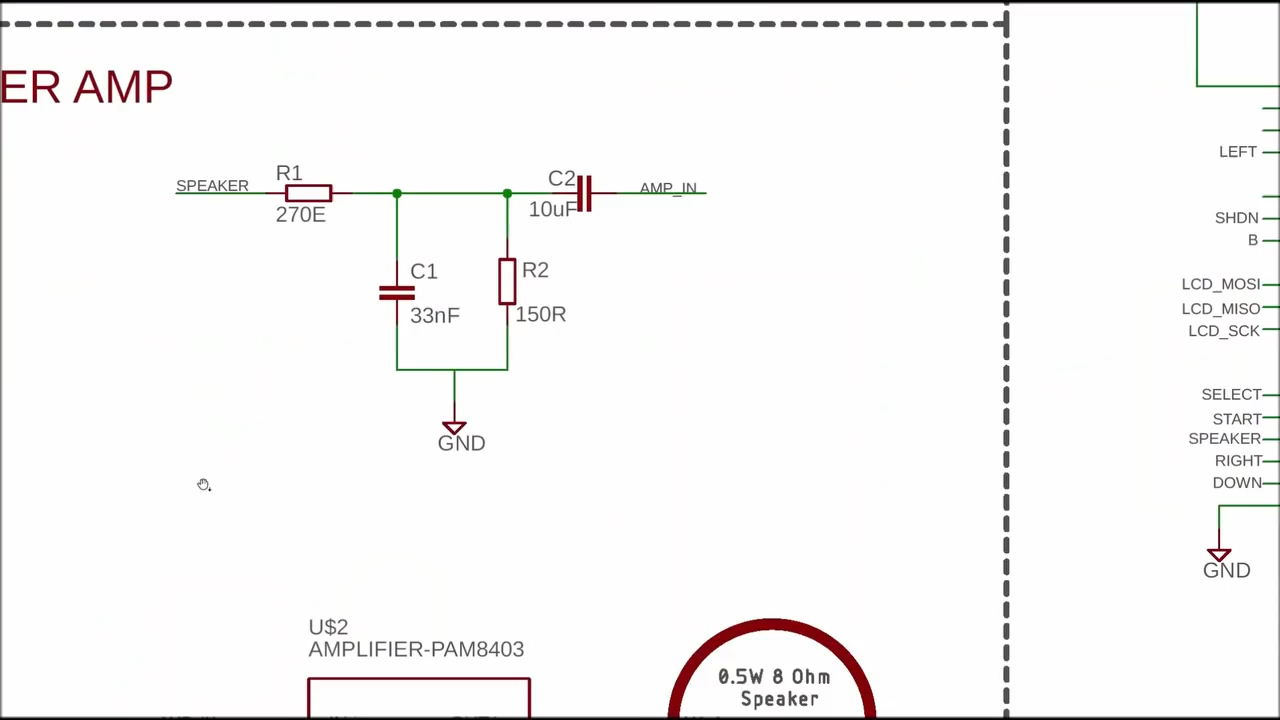 ER AMP
SPEAKER
R1
270E
C2
10uF
AMP_IN
C1
33nF
R2
150R
GND
U$2
AMPLIFIER-PAM8403
0.5W 8 Ohm
Speaker
LEFT
SHDN
B
LCD_MOSI
LCD_MISO
LCD_SCK
SELECT
START
SPEAKER
RIGHT
DOWN
GND